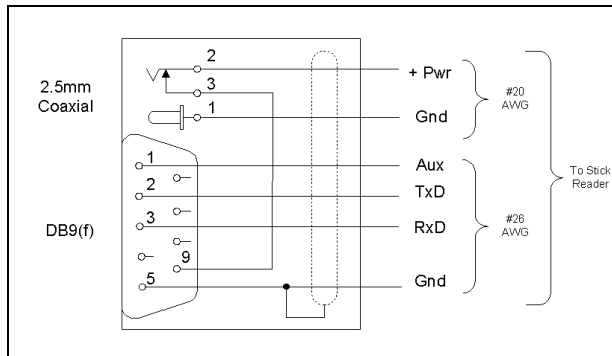 2.5mm
Coaxial
2
3
1
+ Pwr
Gnd
#20
AWG
DB9(f)
1
2
3
9
5
Aux
TxD
RxD
Gnd
#26
AWG
To Stick
Reader